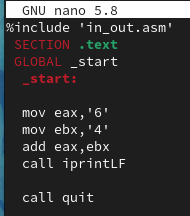 GNU nano 5.8
%include 'in_out.asm'
SECTION .text
GLOBAL _start
_start:
mov eax,'6'
mov ebx,'4'
add eax,ebx
call iprintLF
call quit